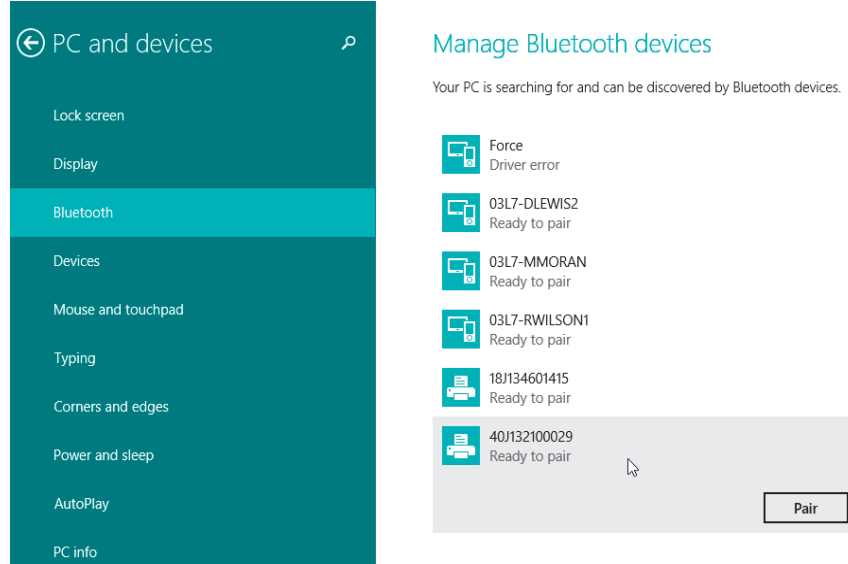 PC and devices
Lock screen
Display
Bluetooth
Devices
Mouse and touchpad
Typing
Corners and edges
Power and sleep
AutoPlay
PC info
Manage Bluetooth devices
Your PC is searching for and can be discovered by Bluetooth devices.
Force
Driver error
03L7-DLEWIS2
Ready to pair
03L7-MMORAN
Ready to pair
03L7-RWILSON1
Ready to pair
18J134601415
Ready to pair
40J132100029
Ready to pair
Pair